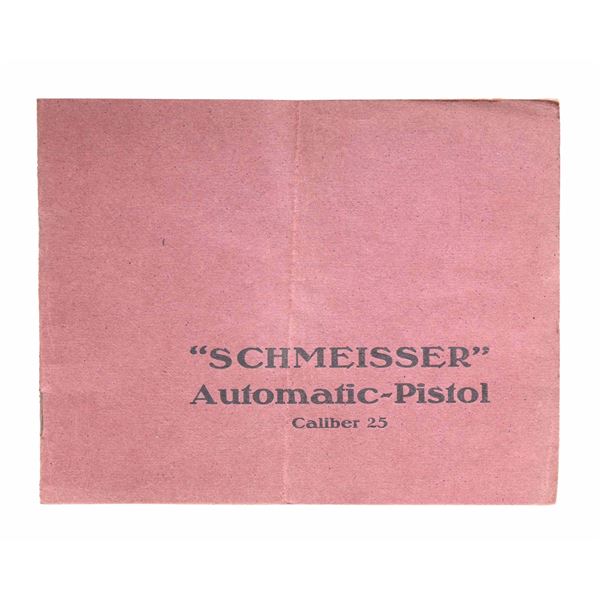 “SCHMEISSER”
Automatic-Pistol
Caliber 25